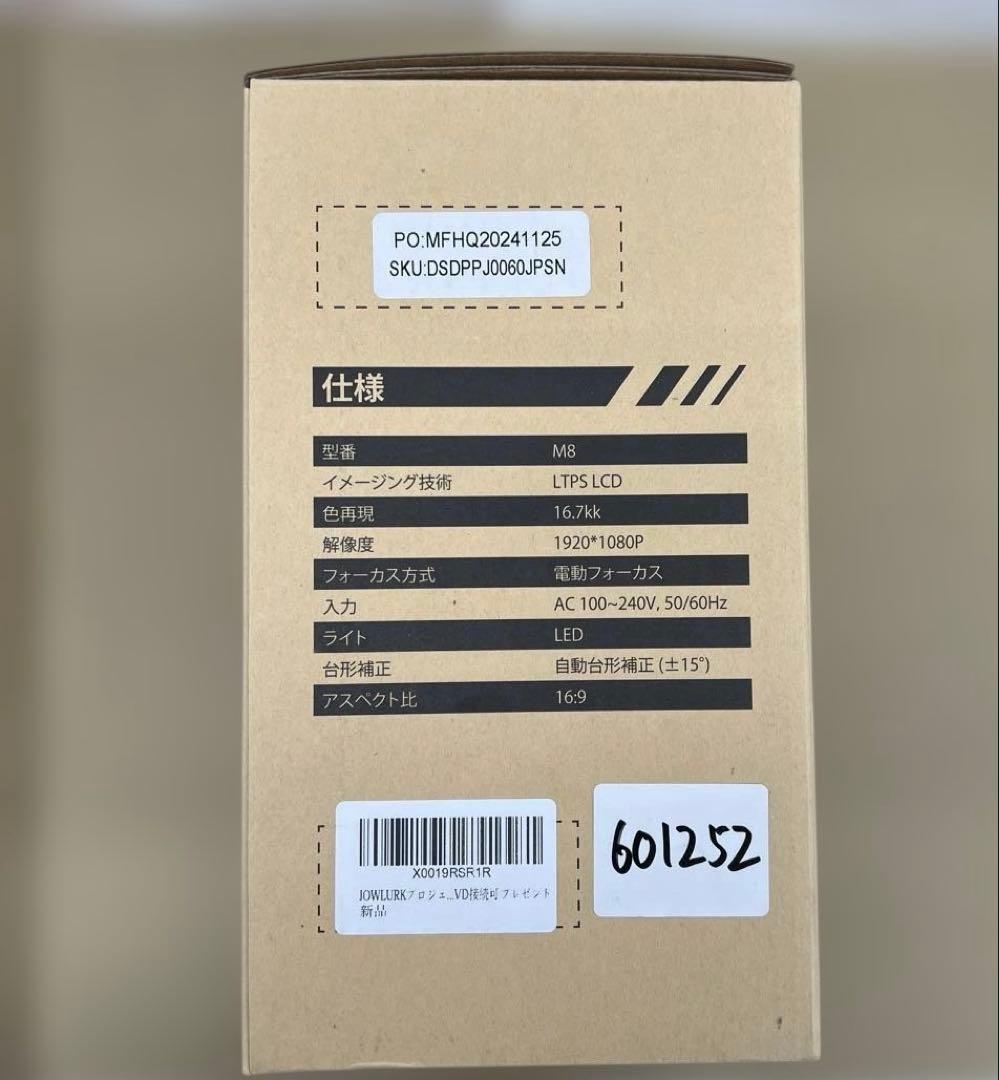 PO:MFHQ20241125
SKU:DSDPPJ0060JPSN
仕様
型番 M8
イメージング技術 LTPS LCD
色再現 16.7kk
解像度 1920*1080P
フォーカス方式 電動フォーカス
入力 AC 100~240V, 50/60Hz
ライト LED
台形補正 自動台形補正 (±15°)
アスペクト比 16:9
X0019RSR1R
JOWLURKプロジェ...VD接続可 プレゼント
新品
601252